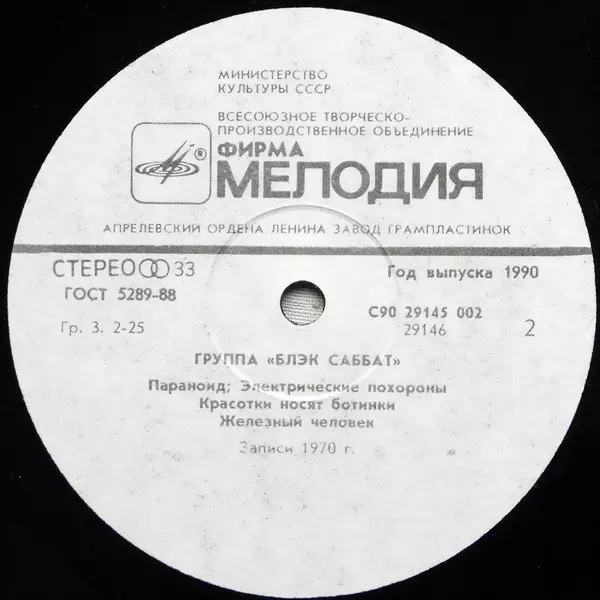 МИНИСТЕРСТВО
КУЛЬТУРЫ СССР
ВСЕСОЮЗНОЕ ТВОРЧЕСКО-
ПРОИЗВОДСТВЕННОЕ ОБЪЕДИНЕНИЕ
®
ФИРМА
МЕЛОДИЯ
АПРЕЛЕВСКИЙ ОРДЕНА ЛЕНИНА ЗАВОД ГРАМПЛАСТИНОК
СТЕРЕО 33
Год выпуска 1990
ГОСТ 5289-88
С90 29145 002
Гр. 3. 2-25
29146
2
ГРУППА «БЛЭК САББАТ»
Параноид; Электрические похороны
Красотки носят ботинки
Железный человек
Записи 1970 г.